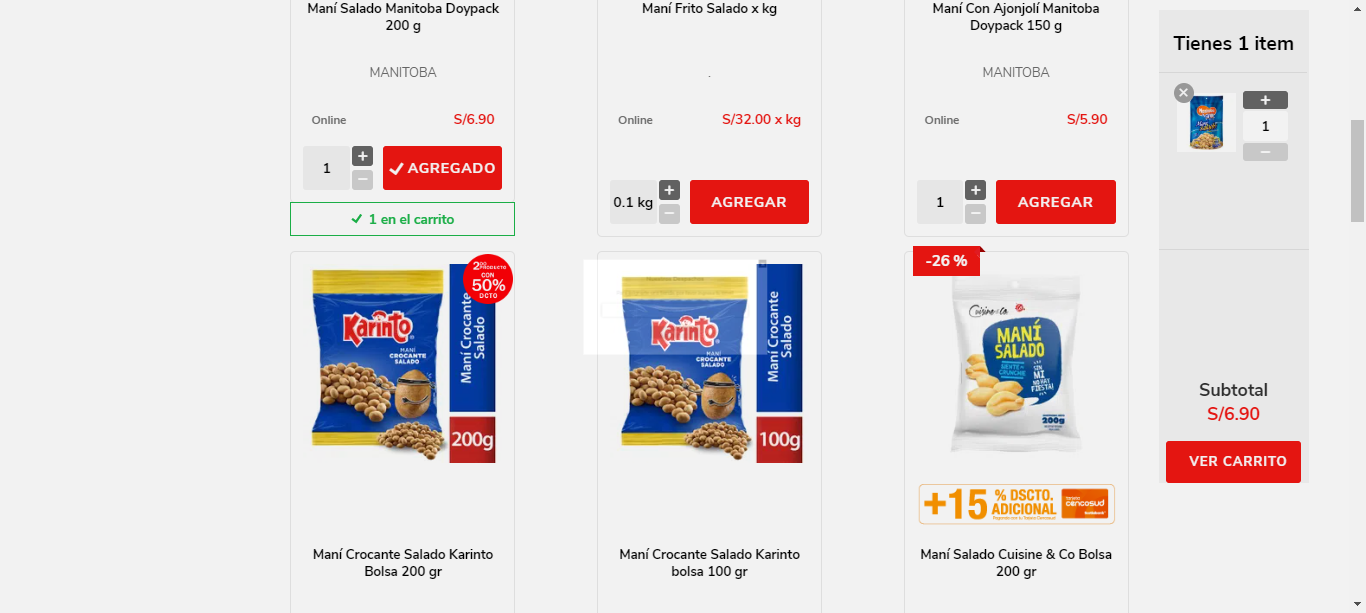 Maní Salado Manitoba Doypack
200 g
MANITOBA
Online
S/6.90
1
+
−
AGREGADO
1 en el carrito
Maní Frito Salado x kg
.
Online
S/32.00 x kg
0.1 kg
+
−
AGREGAR
Maní Con Ajonjolí Manitoba
Doypack 150 g
MANITOBA
Online
S/5.90
1
+
−
AGREGAR
Tienes 1 item
+
1
−
Subtotal
S/6.90
VER CARRITO
2DO PRODUCTO
CON
50%
DCTO
Karinto
MANÍ
CROCANTE
SALADO
Maní Crocante
Salado
200g
Maní Crocante Salado Karinto
Bolsa 200 gr
Karinto
MANÍ
CROCANTE
SALADO
Maní Crocante
Salado
100g
Maní Crocante Salado Karinto
bolsa 100 gr
-26 %
Cuisine & Co.
MANÍ
SALADO
SIN
MI
NO HAY
FIESTA!
200g
+15 % DSCTO.
ADICIONAL
cencosud
Maní Salado Cuisine & Co Bolsa
200 gr